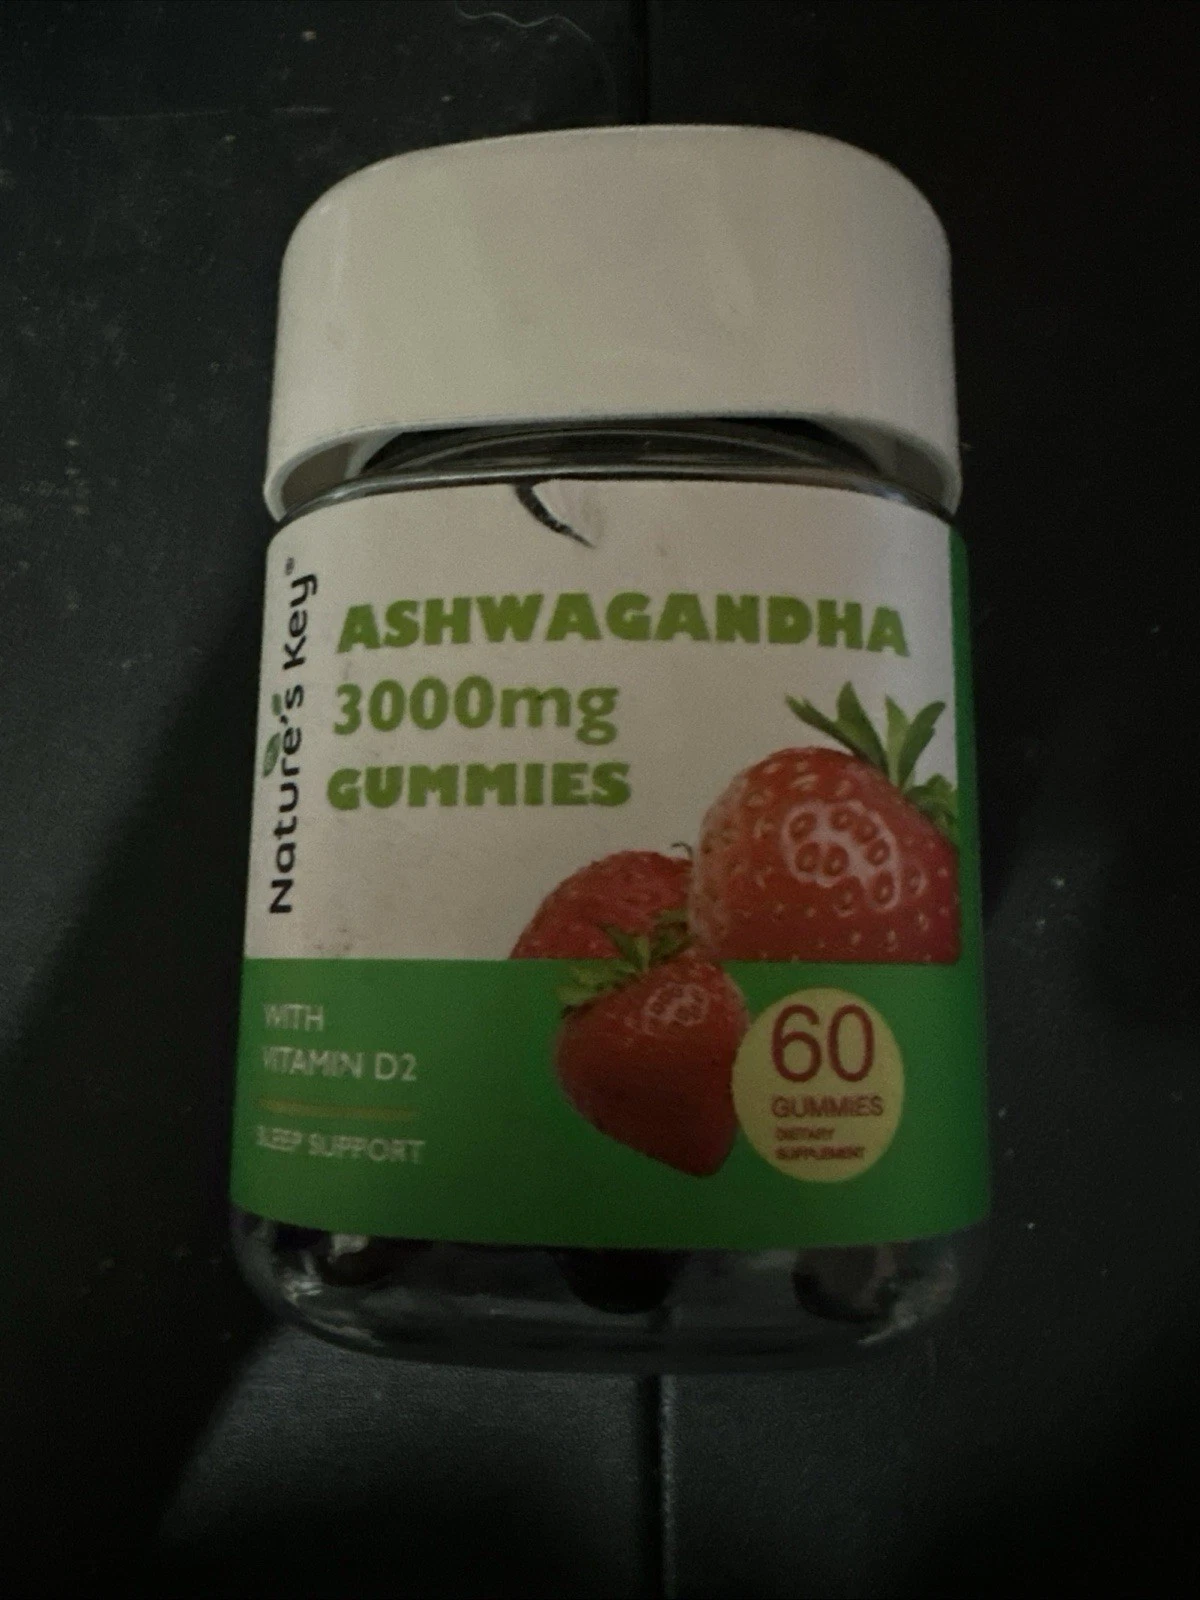 Nature's Key®
ASHWAGANDHA
3000mg
GUMMIES
WITH
VITAMIN D2
SLEEP SUPPORT
60
GUMMIES
DIETARY
SUPPLEMENT